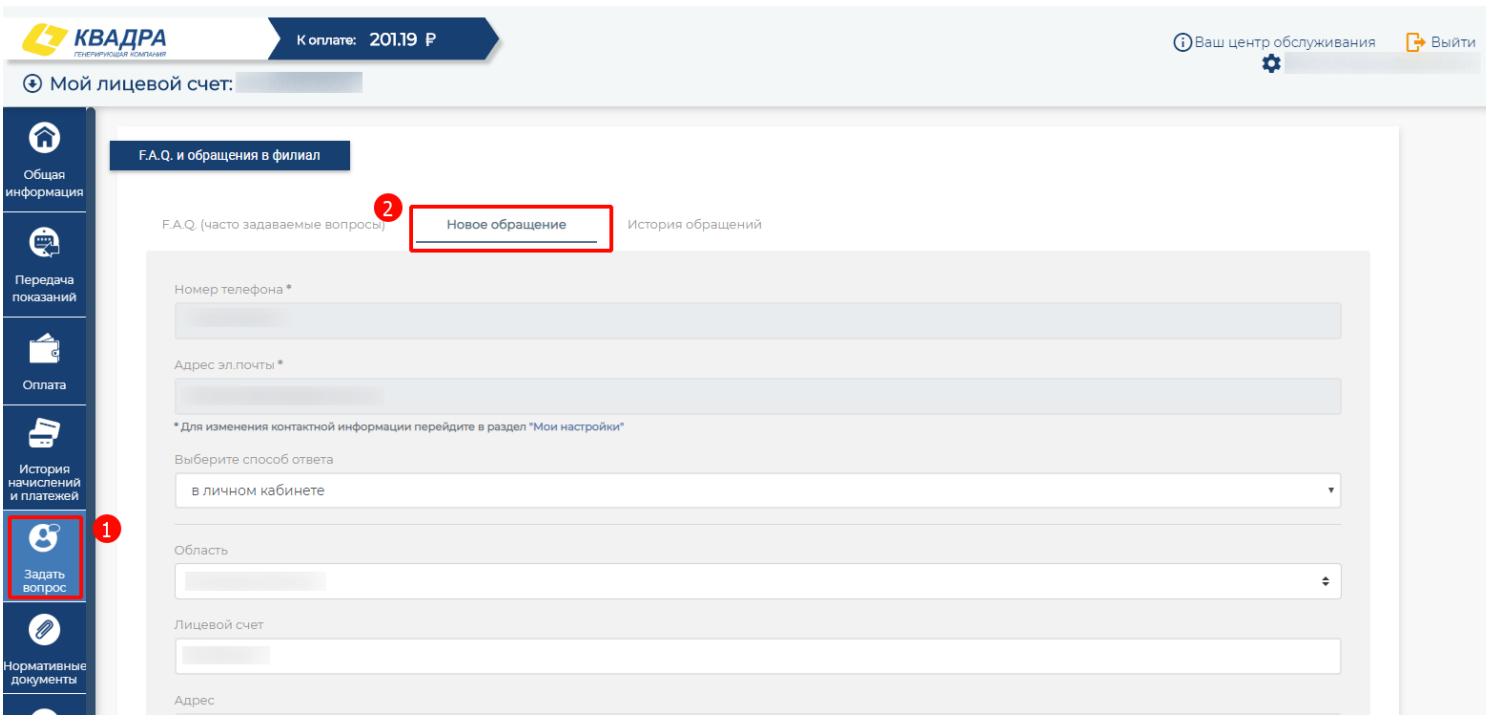 КВАДРА
ГЕНЕРИРУЮЩАЯ КОМПАНИЯ
К оплате: 201.19 ₽
Ваш центр обслуживания
Выйти
Мой лицевой счет:
Общая
информация
Передача
показаний
Оплата
История
начислений
и платежей
1
Задать
вопрос
Нормативные
документы
F.A.Q. и обращения в филиал
F.A.Q. (часто задаваемые вопросы)
2
Новое обращение
История обращений
Номер телефона *
Адрес эл.почты *
* Для изменения контактной информации перейдите в раздел "Мои настройки"
Выберите способ ответа
в личном кабинете
Область
Лицевой счет
Адрес